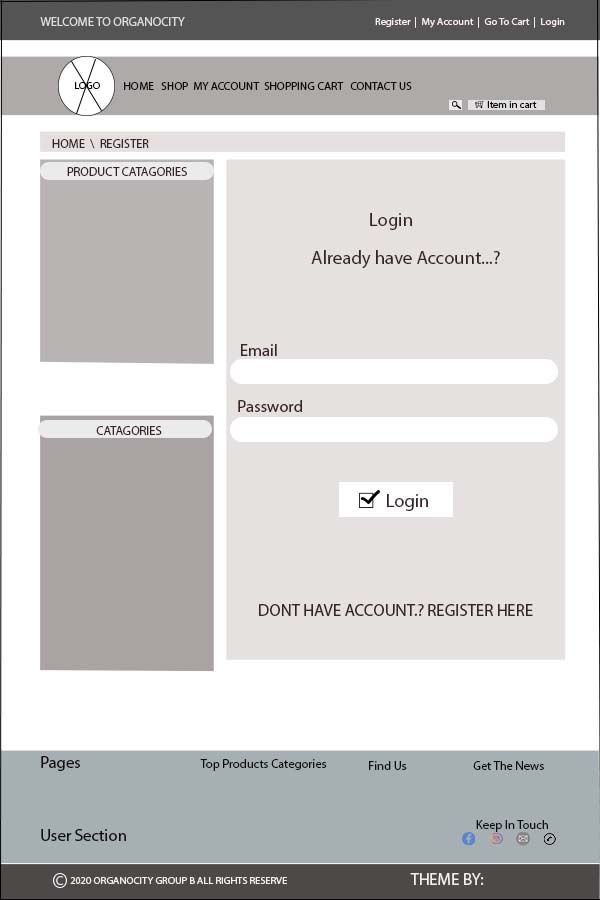 WELCOME TO ORGANOCITY
Register | My Account | Go To Cart | Login
LOGO
HOME SHOP MY ACCOUNT SHOPPING CART CONTACT US
Item in cart
HOME \ REGISTER
PRODUCT CATAGORIES
Login
Already have Account...?
Email
Password
CATAGORIES
Login
DONT HAVE ACCOUNT.? REGISTER HERE
Pages
Top Products Categories
Find Us
Get The News
Keep In Touch
User Section
© 2020 ORGANOCITY GROUP B ALL RIGHTS RESERVE
THEME BY: